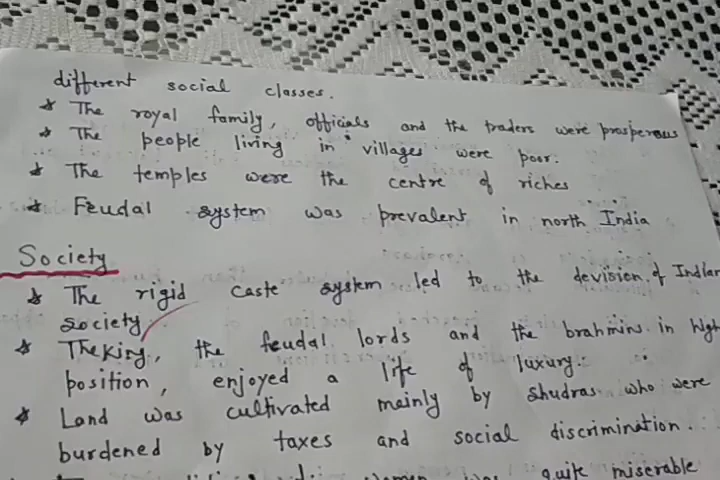 different social classes.
* The royal family, officials and the traders were prosperous
* The people living in villages were poor.
* The temples were the centre of riches
* Feudal system was prevalent in north India
Society
* The rigid caste system led to the devision of Indian
society
* The king, the feudal lords and the brahmins in high
position, enjoyed a life of luxury.
* Land was cultivated mainly by shudras who were
burdened by taxes and social discrimination.
women was quite miserable